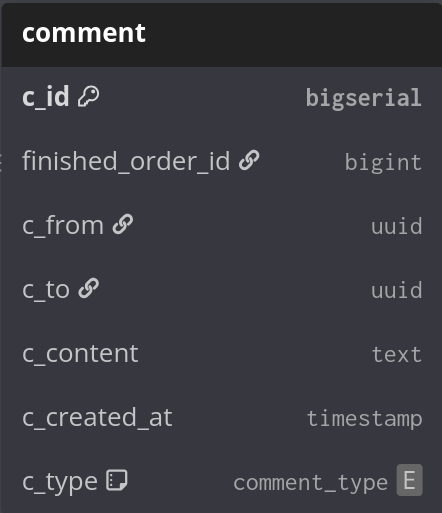 comment
c_id bigserial
finished_order_id bigint
c_from uuid
c_to uuid
c_content text
c_created_at timestamp
c_type comment_type E